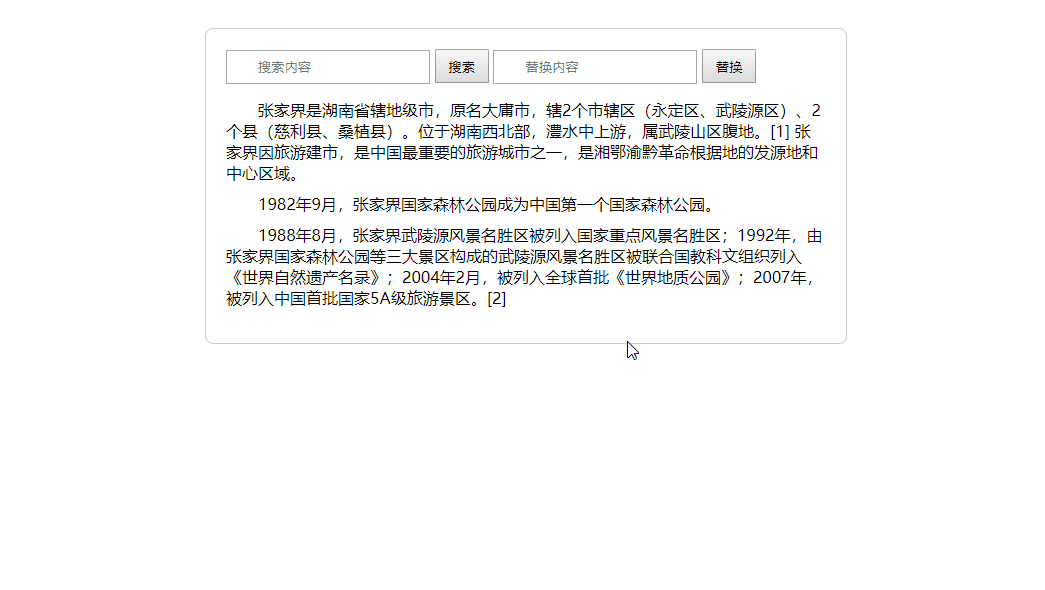 搜索内容 搜索 替换内容 替换
张家界是湖南省辖地级市，原名大庸市，辖2个市辖区（永定区、武陵源区）、2
个县（慈利县、桑植县）。位于湖南西北部，澧水中上游，属武陵山区腹地。[1] 张
家界因旅游建市，是中国最重要的旅游城市之一，是湘鄂渝黔革命根据地的发源地和
中心区域。
1982年9月，张家界国家森林公园成为中国第一个国家森林公园。
1988年8月，张家界武陵源风景名胜区被列入国家重点风景名胜区；1992年，由
张家界国家森林公园等三大景区构成的武陵源风景名胜区被联合国教科文组织列入
《世界自然遗产名录》；2004年2月，被列入全球首批《世界地质公园》；2007年，
被列入中国首批国家5A级旅游景区。[2]